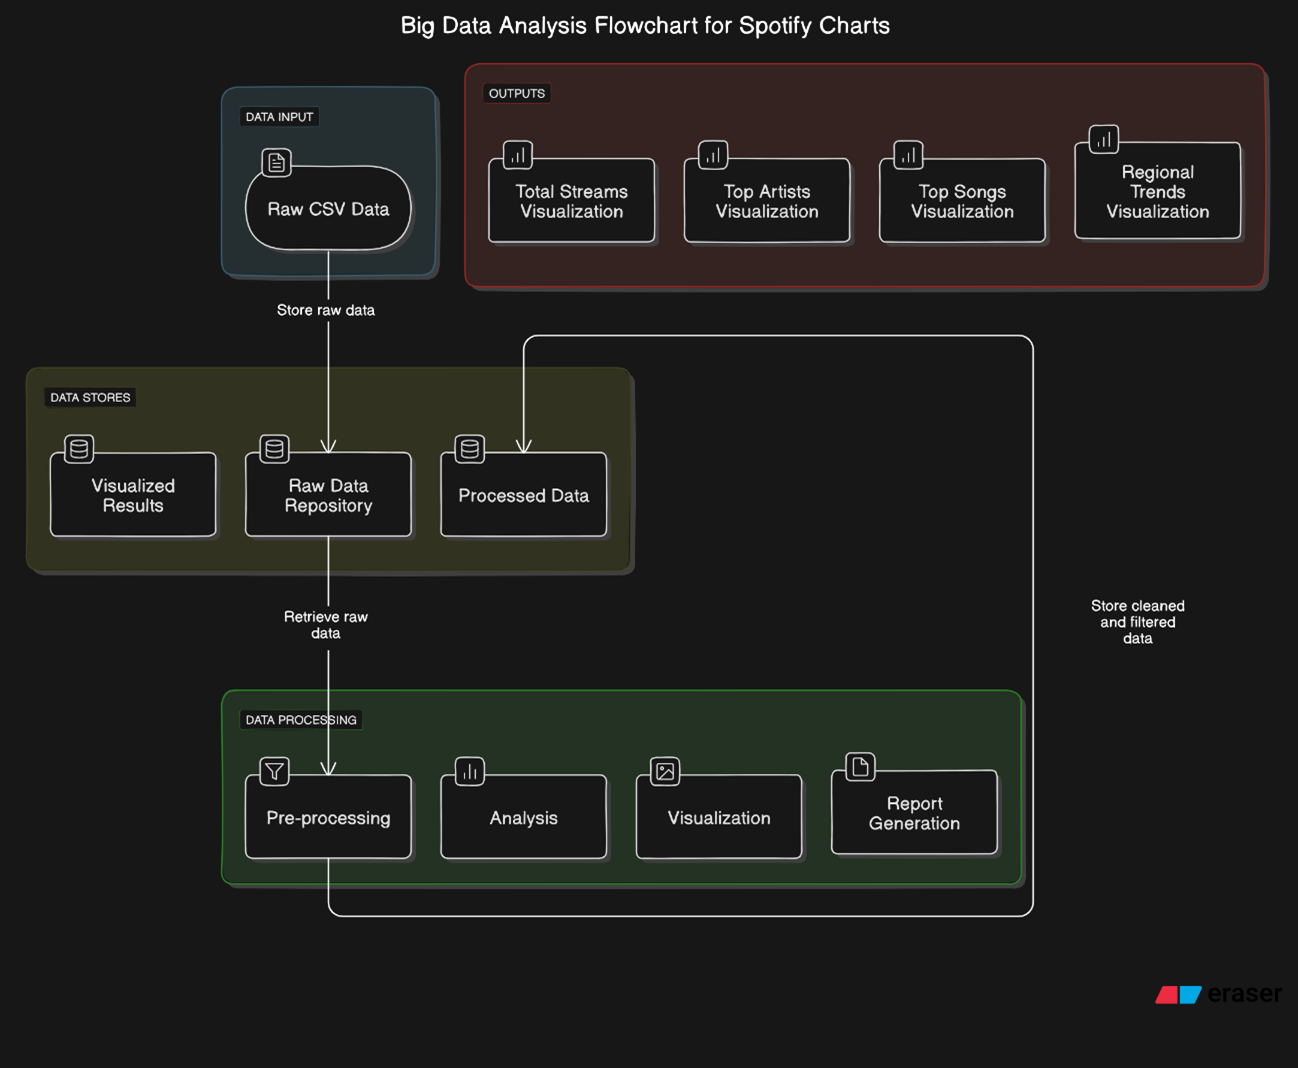 Big Data Analysis Flowchart for Spotify Charts
DATA INPUT
Raw CSV Data
OUTPUTS
Total Streams
Visualization
Top Artists
Visualization
Top Songs
Visualization
Regional
Trends
Visualization
Store raw data
DATA STORES
Visualized
Results
Raw Data
Repository
Processed Data
Retrieve raw
data
Store cleaned
and filtered
data
DATA PROCESSING
Pre-processing
Analysis
Visualization
Report
Generation
eraser